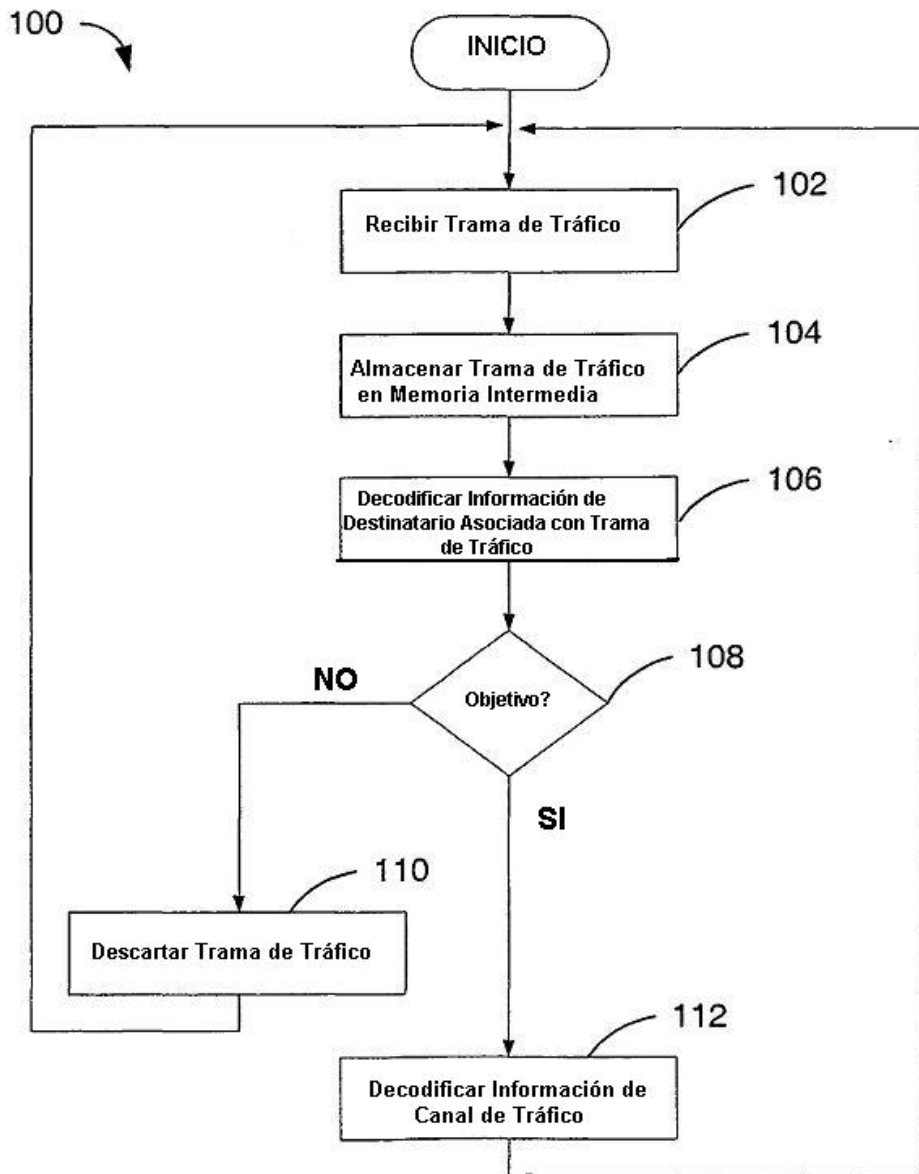 100
INICIO
102
Recibir Trama de Tráfico
104
Almacenar Trama de Tráfico
en Memoria Intermedia
106
Decodificar Información de
Destinatario Asociada con Trama
de Tráfico
108
Objetivo?
NO
SI
110
Descartar Trama de Tráfico
112
Decodificar Información de
Canal de Tráfico